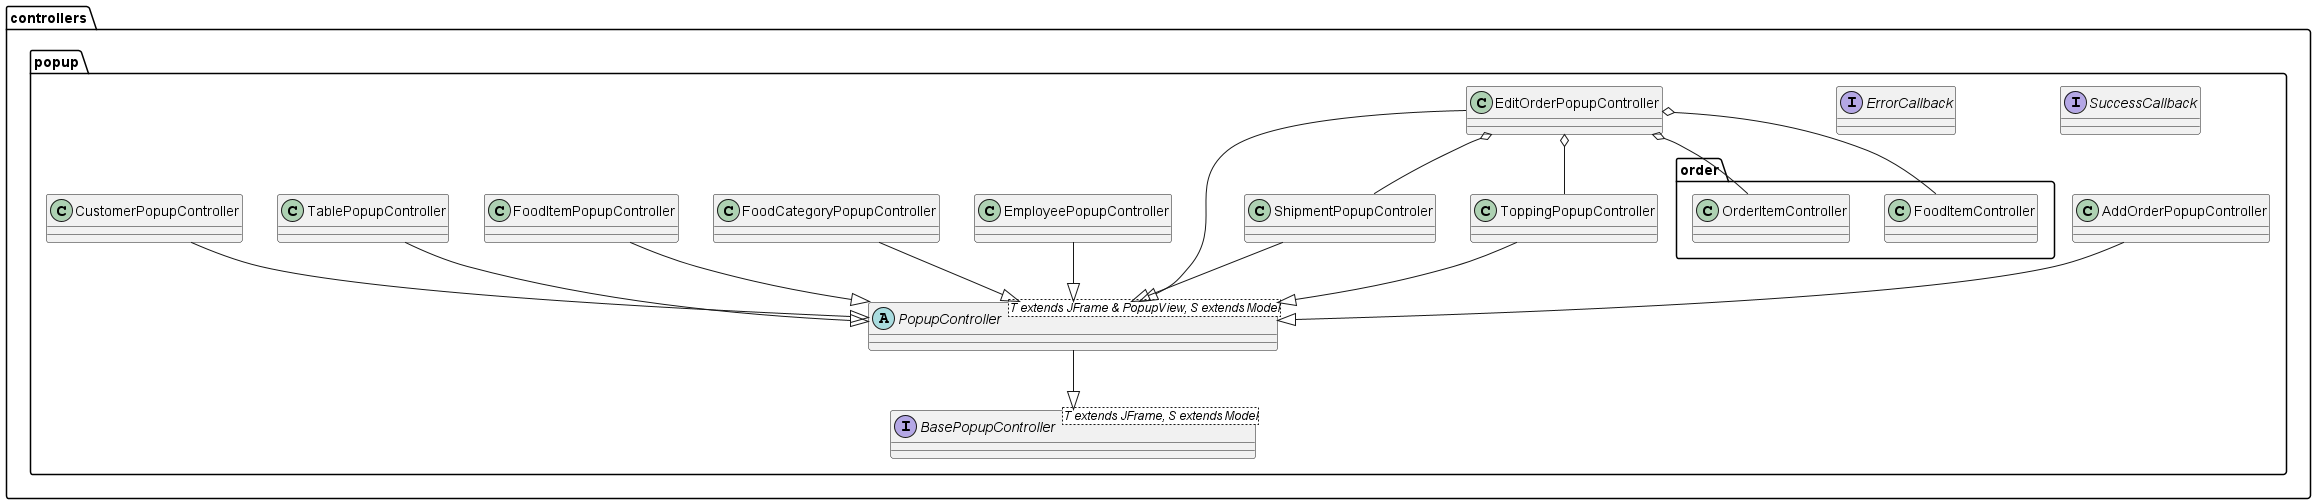 controllers
popup
C EditOrderPopupController
I ErrorCallback
I SuccessCallback
order
C CustomerPopupController
C TablePopupController
C FoodItemPopupController
C FoodCategoryPopupController
C EmployeePopupController
C ShipmentPopupControler
C ToppingPopupController
C OrderItemController
C FoodItemController
C AddOrderPopupController
T extends JFrame & PopupView, S extends Model
A PopupController
T extends JFrame, S extends Model
I BasePopupController